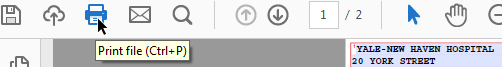 1 / 2
Print file (Ctrl+P)
YALE-NEW HAVEN HOSPITAL
20 YORK STREET